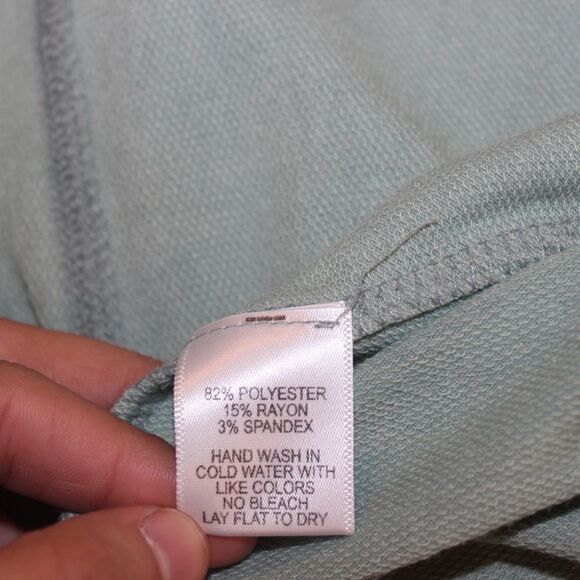 82% POLYESTER
15% RAYON
3% SPANDEX
HAND WASH IN
COLD WATER WITH
LIKE COLORS
NO BLEACH
LAY FLAT TO DRY